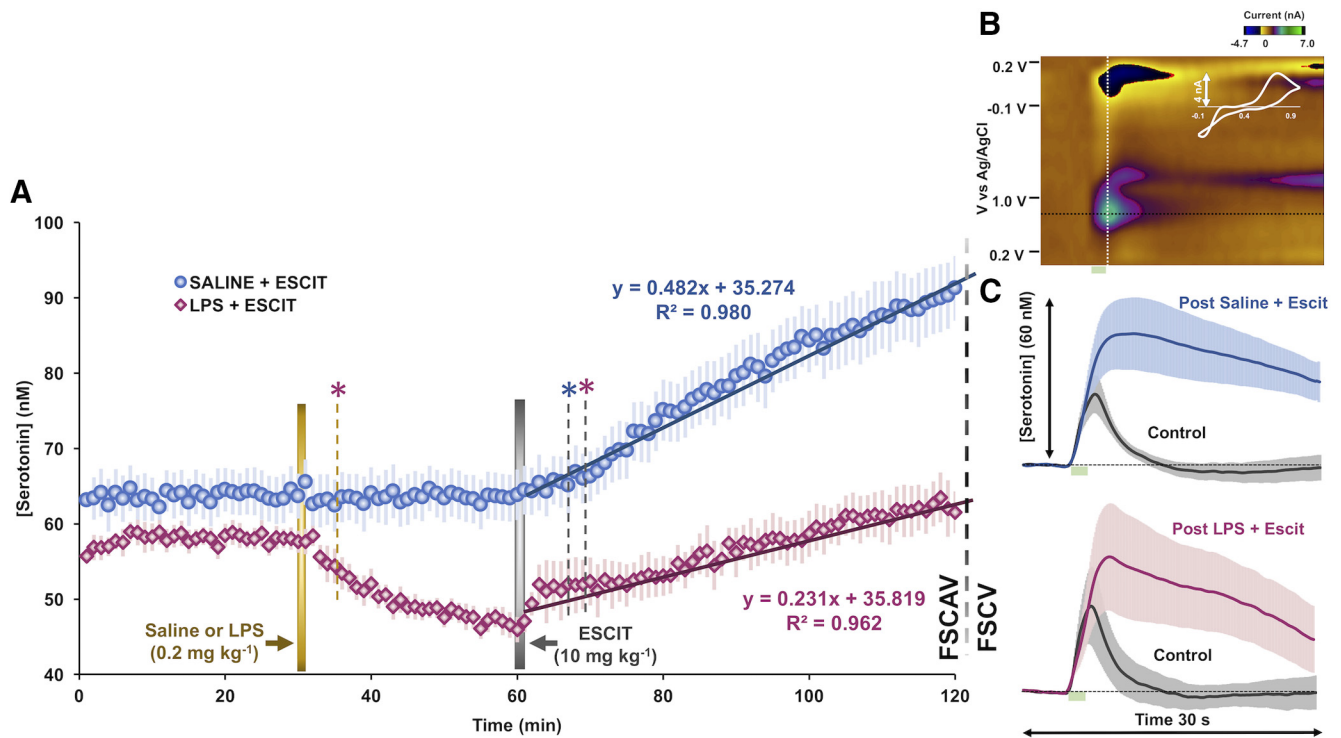 A
[Serotonin] (nM)
100
90
80
70
60
50
40
0
20
40
60
80
100
120
Time (min)
SALINE + ESCIT
LPS + ESCIT
*
* *
y = 0.482x + 35.274
R² = 0.980
y = 0.231x + 35.819
R² = 0.962
Saline or LPS
(0.2 mg kg⁻¹)
ESCIT
(10 mg kg⁻¹)
FSCAV
FSCV
B
Current (nA)
-4.7 0 7.0
V vs Ag/AgCl
0.2 V
-0.1 V
1.0 V
0.2 V
4 nA
-0.1 0.4 0.9
C
[Serotonin] (60 nM)
Post Saline + Escit
Control
Post LPS + Escit
Control
Time 30 s